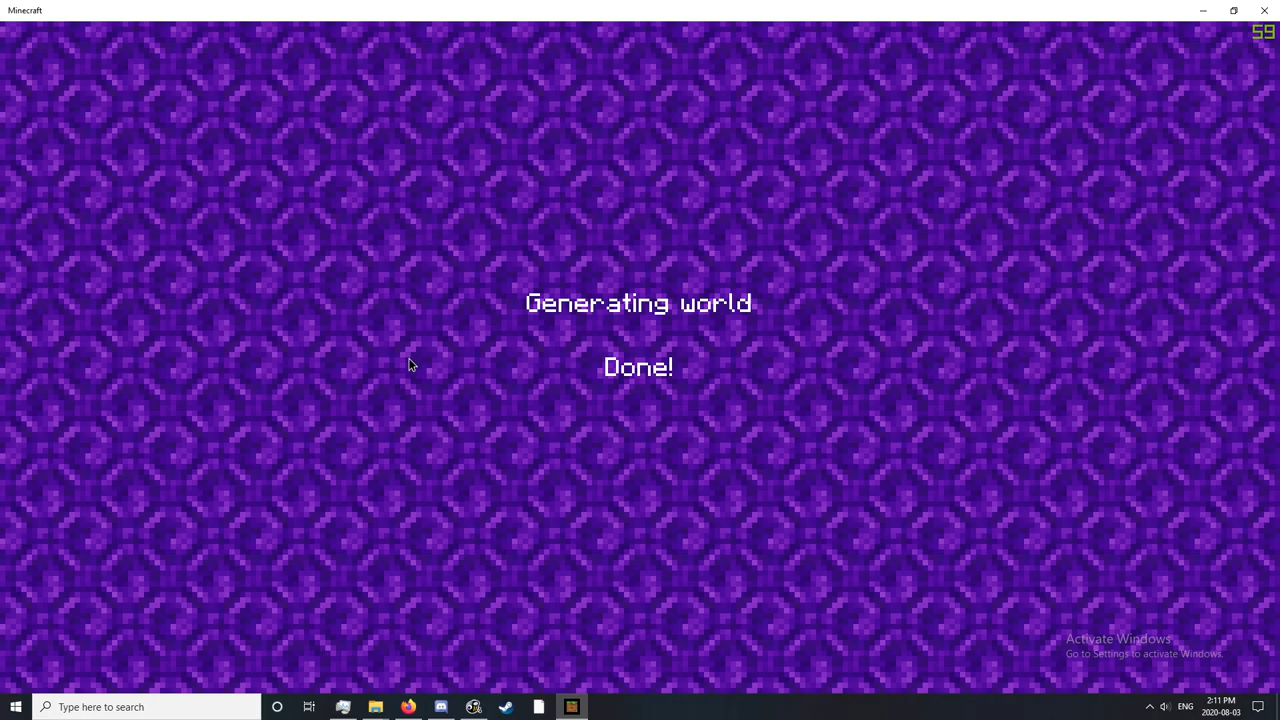 Minecraft
59
Generating world
Done!
Activate Windows
Go to Settings to activate Windows.
Type here to search
ENG
2:11 PM
2020-08-03